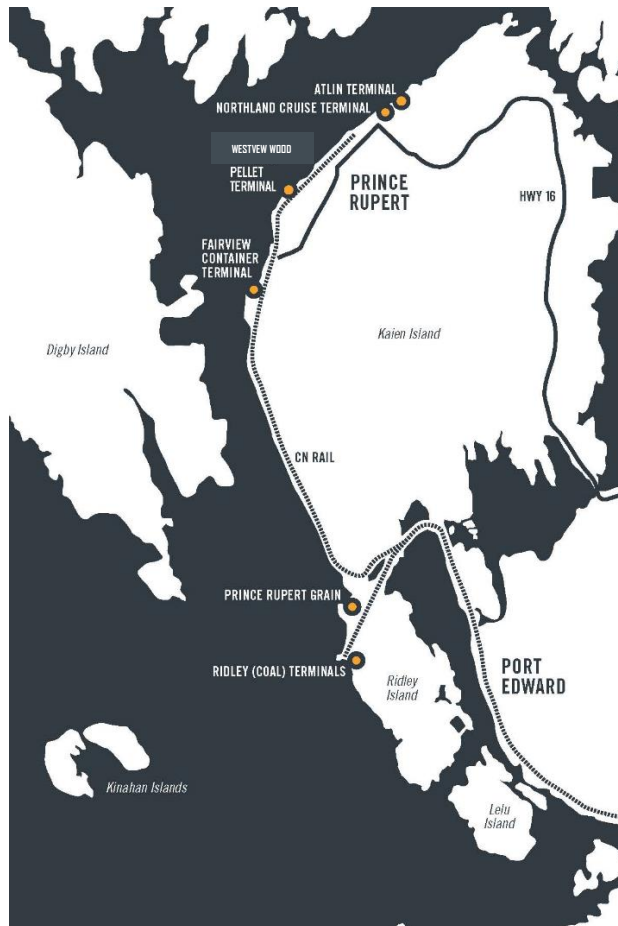 ATLIN TERMINAL
NORTHLAND CRUISE TERMINAL
WESTVEW WOOD
PELLET
TERMINAL
PRINCE
RUPERT
HWY 16
FAIRVIEW
CONTAINER
TERMINAL
Kaien Island
Digby Island
CN RAIL
PRINCE RUPERT GRAIN
RIDLEY (COAL) TERMINALS
PORT
EDWARD
Ridley
Island
Kinahan Islands
Lelu
Island